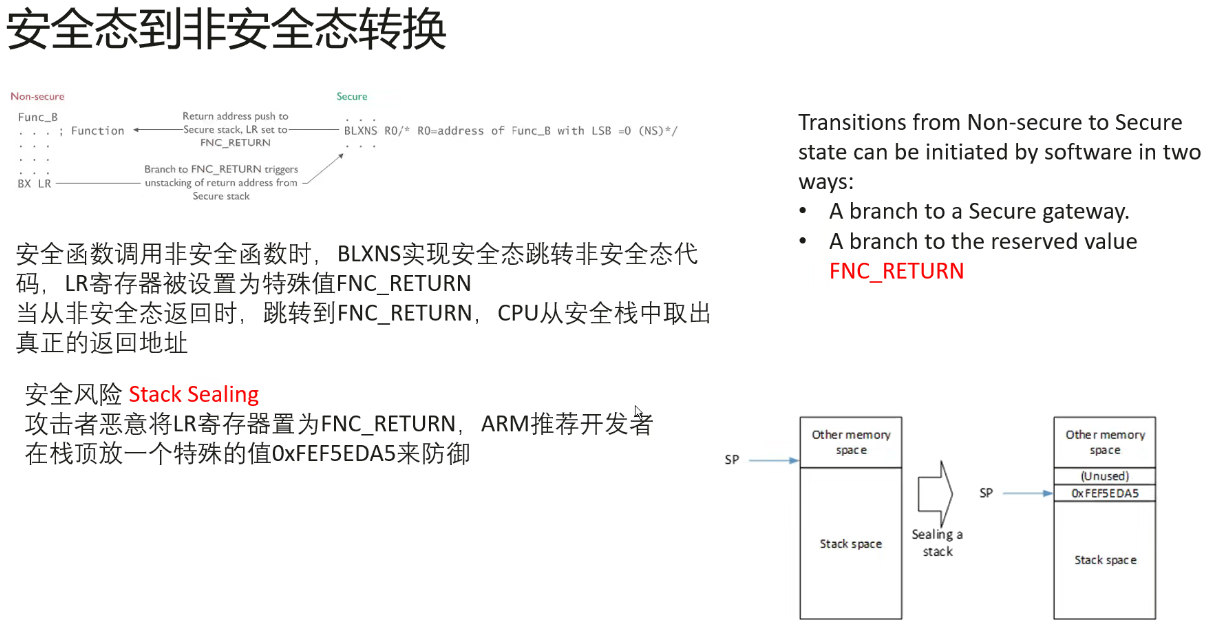 安全态到非安全态转换
Non-secure
Secure
Func_B
. . . ; Function
. . .
. . .
. . .
BX LR
Return address push to
Secure stack, LR set to
FNC_RETURN
Branch to FNC_RETURN triggers
unstacking of return address from
Secure stack
. . .
BLXNS R0/* R0=address of Func_B with LSB =0 (NS)*/
. . .
安全函数调用非安全函数时，BLXNS实现安全态跳转非安全态代
码，LR寄存器被设置为特殊值FNC_RETURN
当从非安全态返回时，跳转到FNC_RETURN，CPU从安全栈中取出
真正的返回地址
安全风险 Stack Sealing
攻击者恶意将LR寄存器置为FNC_RETURN，ARM推荐开发者
在栈顶放一个特殊的值0xFEF5EDA5来防御
Transitions from Non-secure to Secure
state can be initiated by software in two
ways:
• A branch to a Secure gateway.
• A branch to the reserved value
FNC_RETURN
SP
Other memory
space
Stack space
Sealing a
stack
SP
Other memory
space
(Unused)
0xFEF5EDA5
Stack space